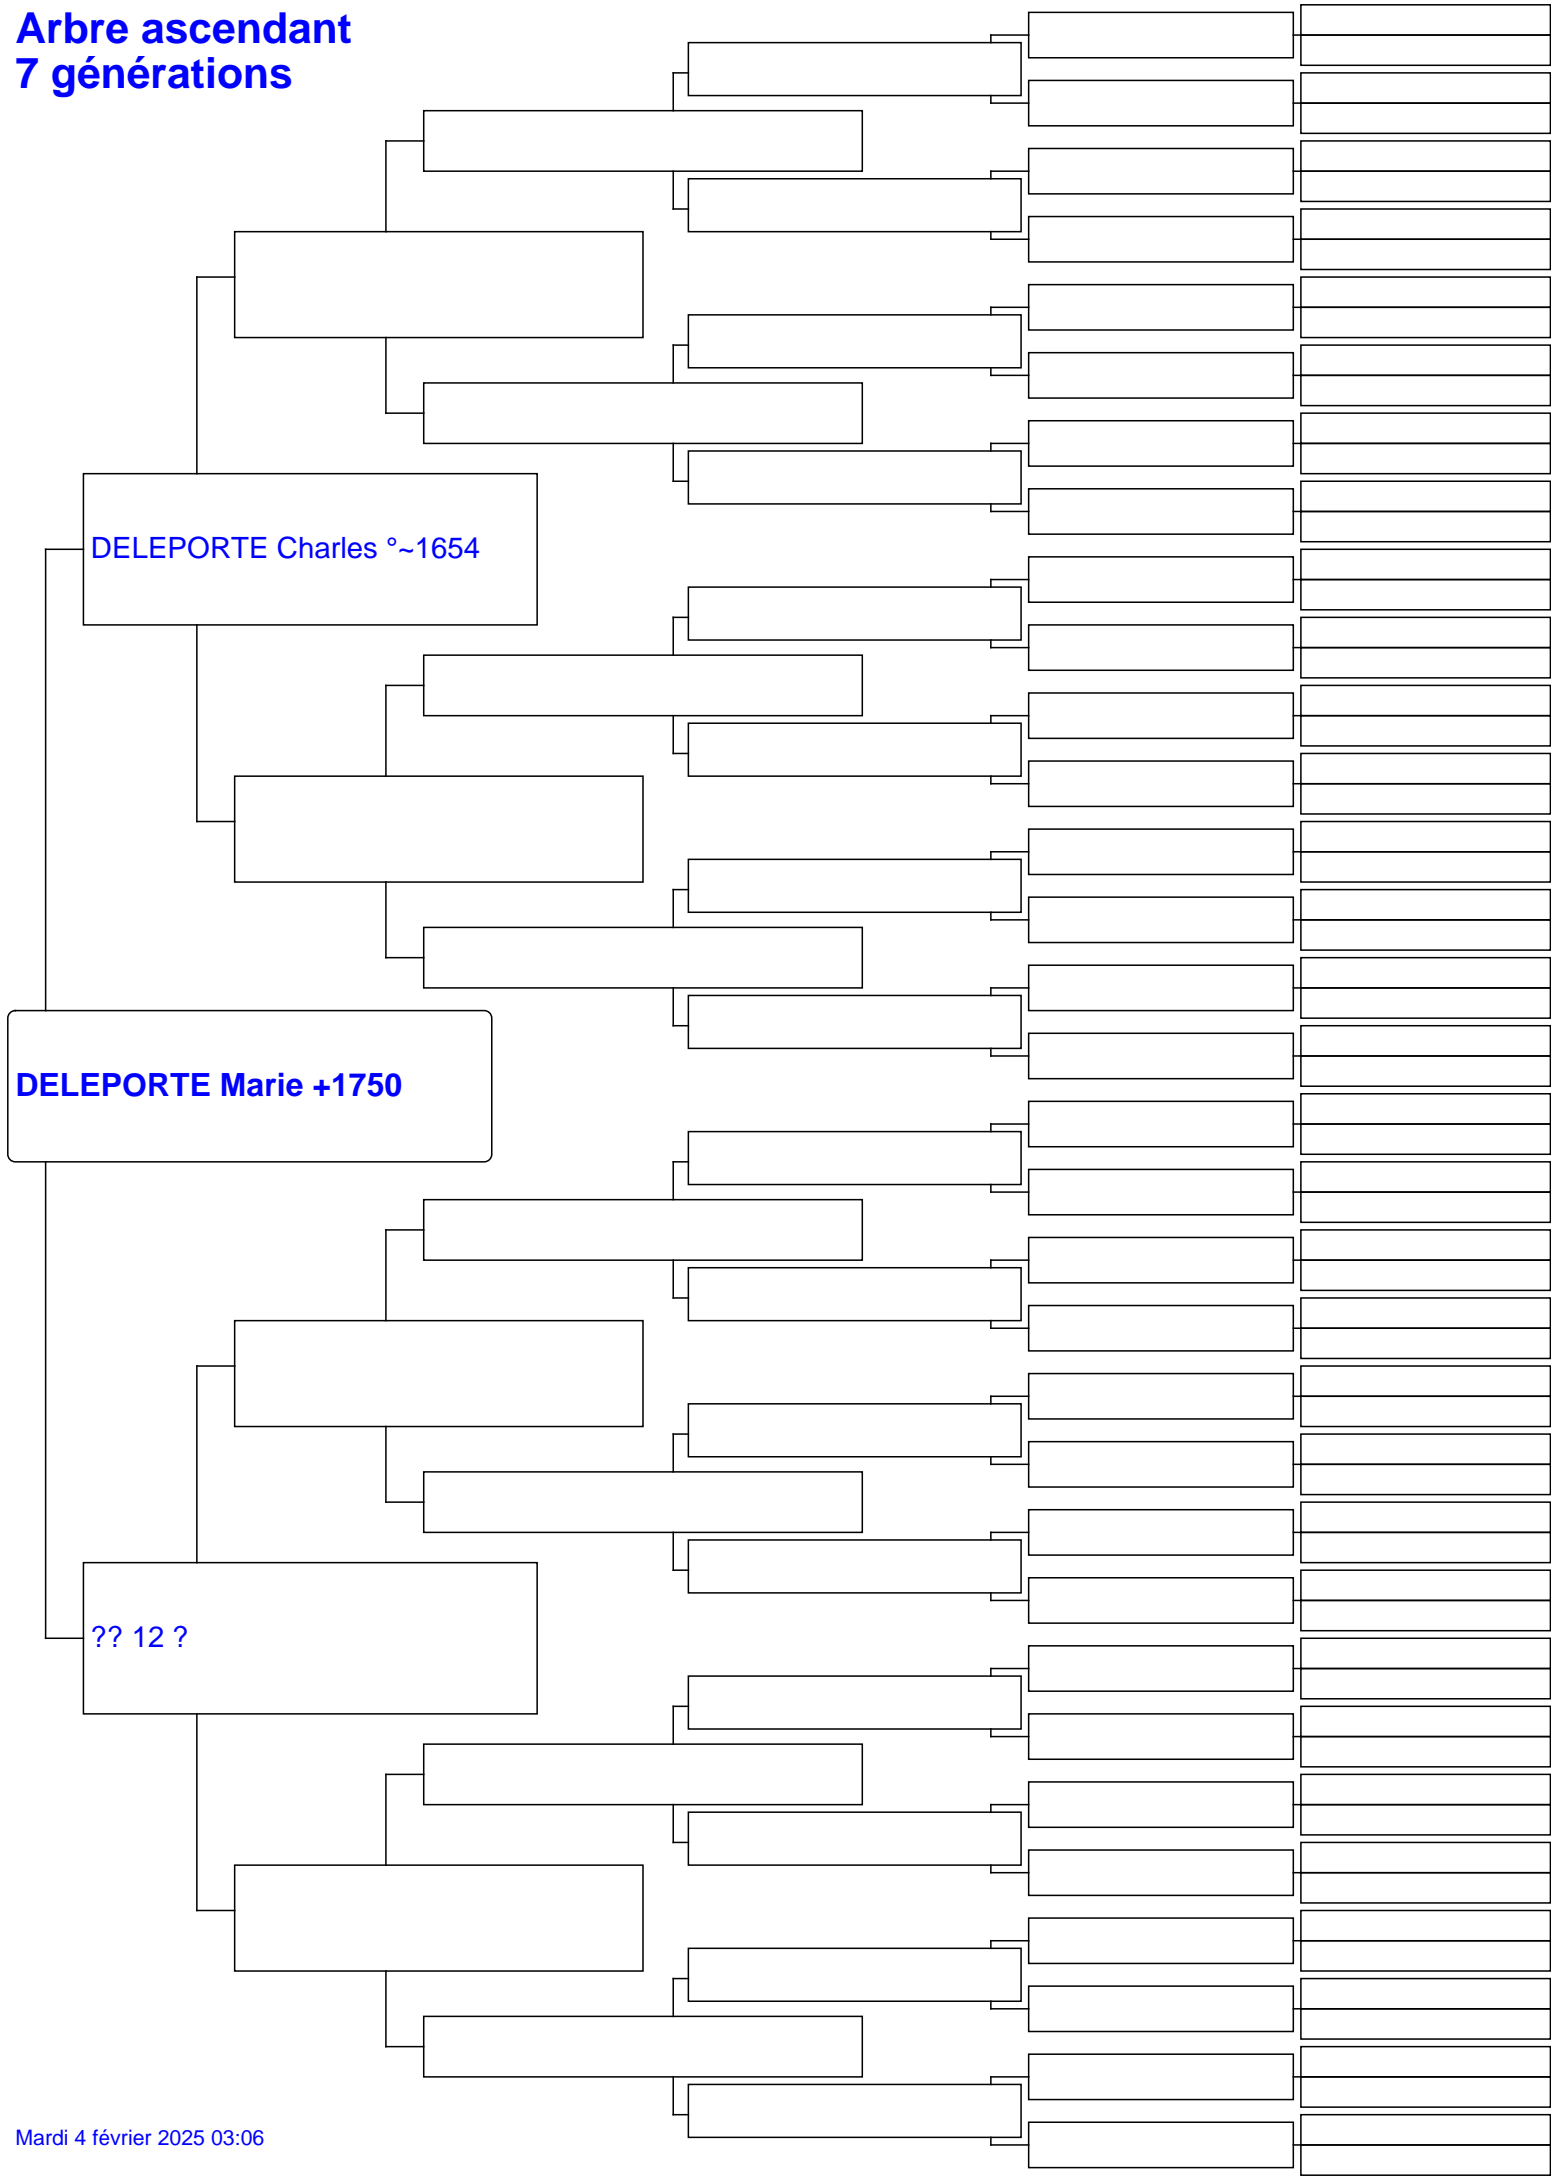 Arbre ascendant
7 générations
DELEPORTE Charles °~1654
DELEPORTE Marie +1750
?? 12 ?
Mardi 4 février 2025 03:06